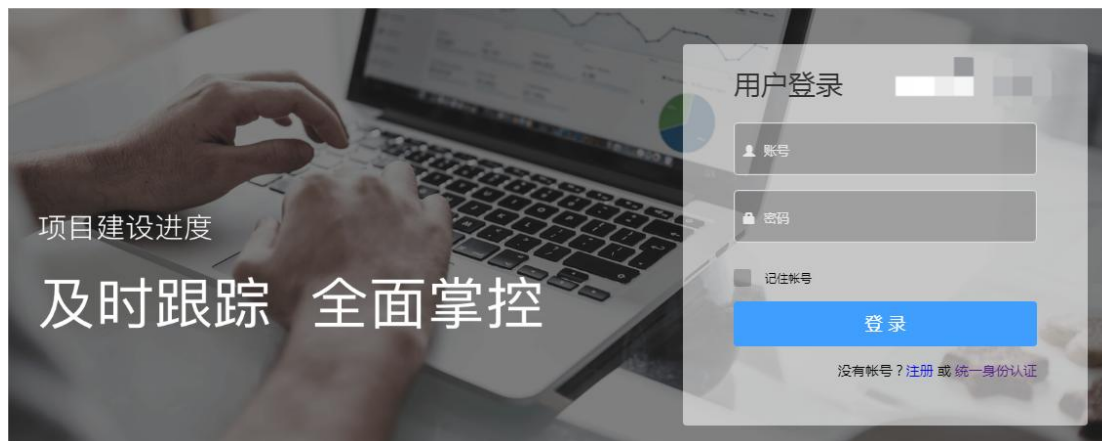 项目建设进度
及时跟踪 全面掌控
用户登录
账号
密码
记住帐号
登录
没有帐号？注册 或 统一身份认证